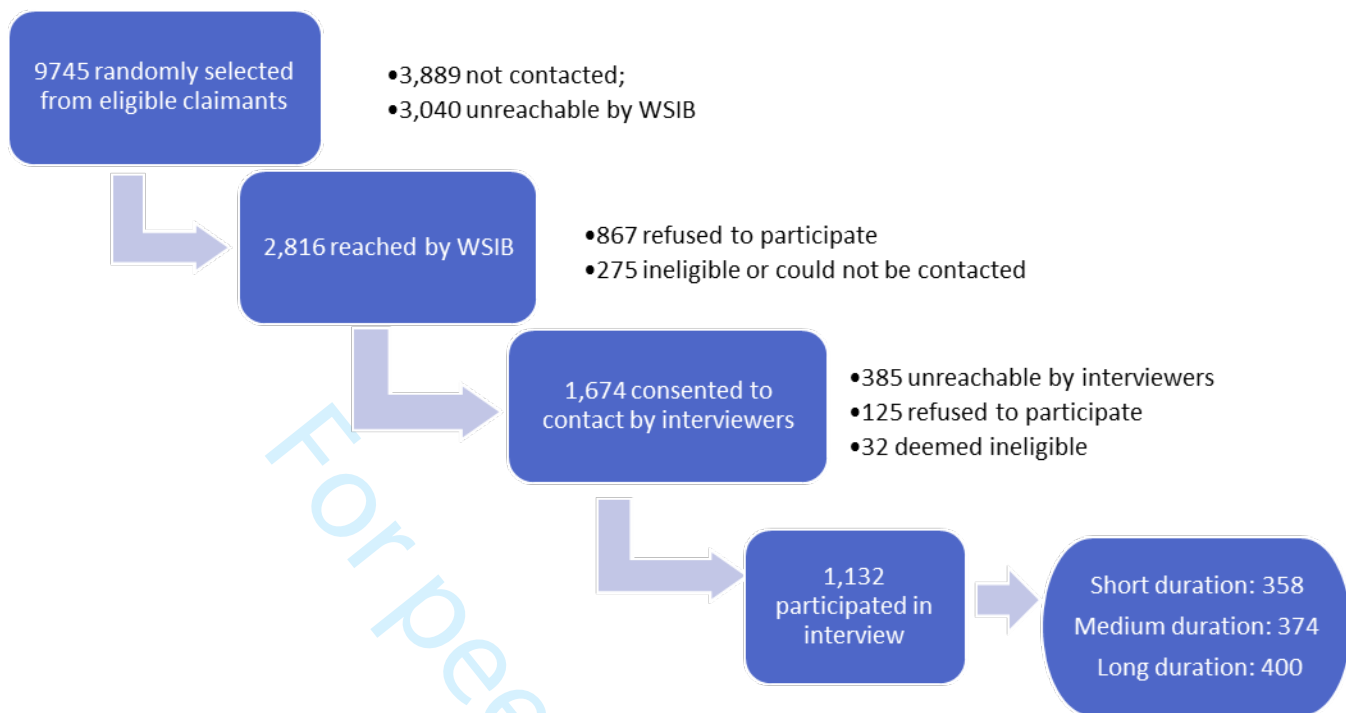 9745 randomly selected
from eligible claimants
•3,889 not contacted;
•3,040 unreachable by WSIB
2,816 reached by WSIB
•867 refused to participate
•275 ineligible or could not be contacted
1,674 consented to
contact by interviewers
•385 unreachable by interviewers
•125 refused to participate
•32 deemed ineligible
1,132
participated in
interview
Short duration: 358
Medium duration: 374
Long duration: 400
For pee